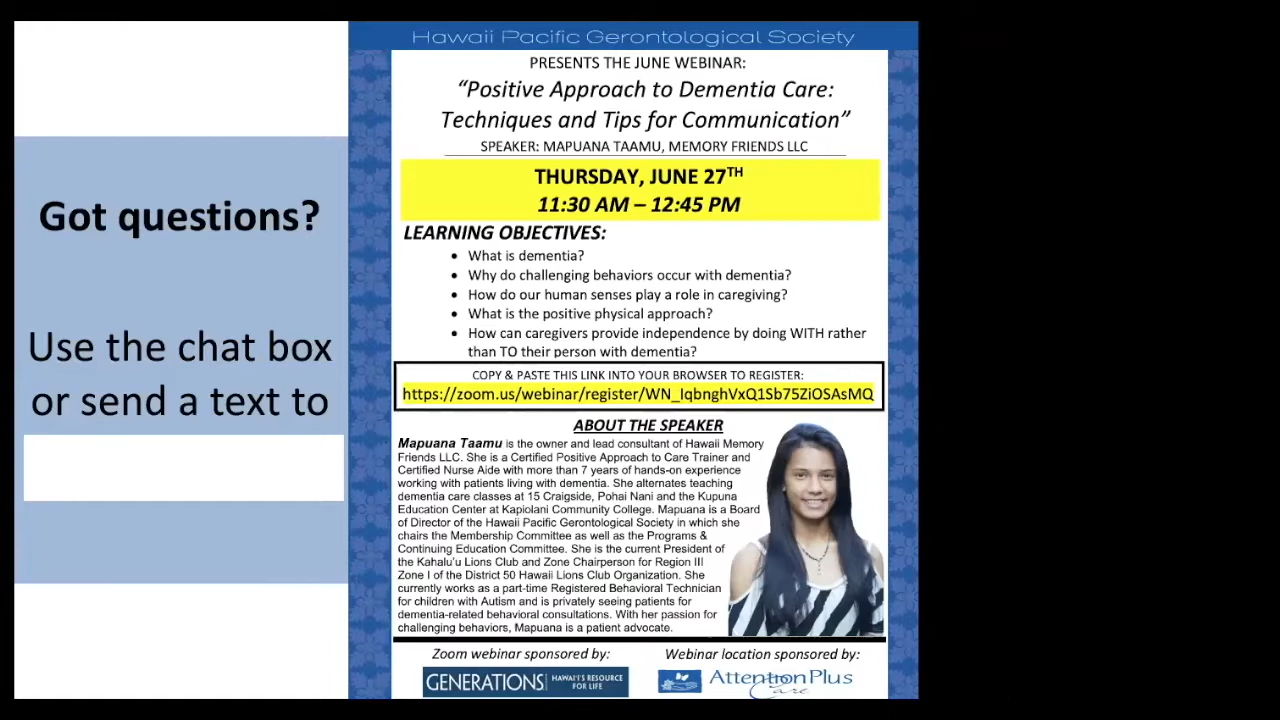 Got questions?
Use the chat box
or send a text to
Hawaii Pacific Gerontological Society
PRESENTS THE JUNE WEBINAR:
“Positive Approach to Dementia Care:
Techniques and Tips for Communication”
SPEAKER: MAPUANA TAAMU, MEMORY FRIENDS LLC
THURSDAY, JUNE 27TH
11:30 AM – 12:45 PM
LEARNING OBJECTIVES:
• What is dementia?
• Why do challenging behaviors occur with dementia?
• How do our human senses play a role in caregiving?
• What is the positive physical approach?
• How can caregivers provide independence by doing WITH rather
than TO their person with dementia?
COPY & PASTE THIS LINK INTO YOUR BROWSER TO REGISTER:
https://zoom.us/webinar/register/WN_IqbnghVxQ1Sb75ZiOSAsMQ
ABOUT THE SPEAKER
Mapuana Taamu is the owner and lead consultant of Hawaii Memory
Friends LLC. She is a Certified Positive Approach to Care Trainer and
Certified Nurse Aide with more than 7 years of hands-on experience
working with patients living with dementia. She alternates teaching
dementia care classes at 15 Craigside, Pohai Nani and the Kupuna
Education Center at Kapiolani Community College. Mapuana is a Board
of Director of the Hawaii Pacific Gerontological Society in which she
chairs the Membership Committee as well as the Programs &
Continuing Education Committee. She is the current President of
the Kahalu’u Lions Club and Zone Chairperson for Region III
Zone I of the District 50 Hawaii Lions Club Organization. She
currently works as a part-time Registered Behavioral Technician
for children with Autism and is privately seeing patients for
dementia-related behavioral consultations. With her passion for
challenging behaviors, Mapuana is a patient advocate.
Zoom webinar sponsored by:
GENERATIONS HAWAI‘I’S RESOURCE
FOR LIFE
Webinar location sponsored by:
AttentionPlus
Care